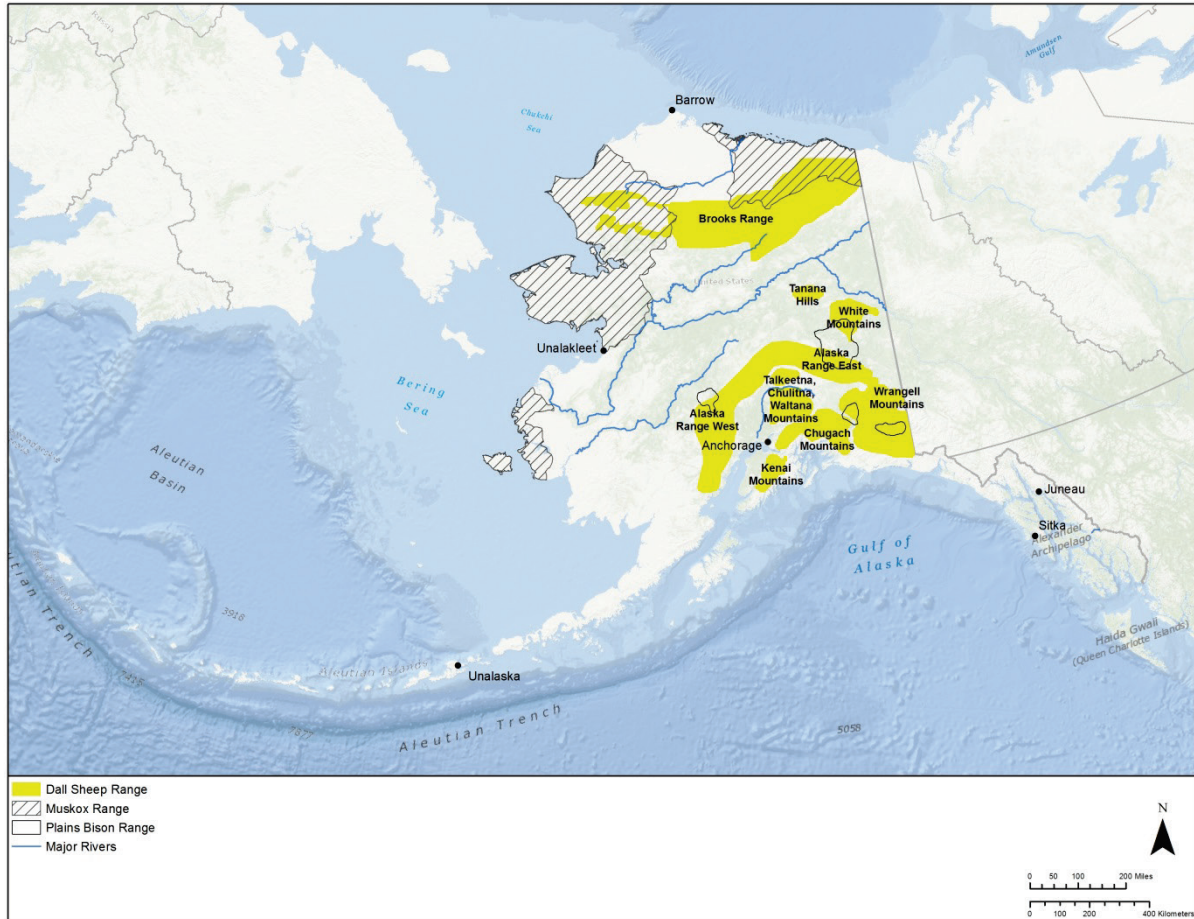 Amundsen
Gulf
Barrow
Chukchi
Sea
Brooks Range
United States
Tanana
Hills
White
Mountains
Unalakleet
Alaska
Range East
Bering
Sea
Talkeetna,
Chulitna,
Waltana
Mountains
Wrangell
Mountains
Alaska
Range West
Anchorage
Chugach
Mountains
Aleutian
Basin
Kenai
Mountains
Juneau
Sitka
Alexander
Archipelago
Gulf of
Alaska
3916
Haida Gwaii
(Queen Charlotte Islands)
Aleutian Islands
Unalaska
utian Trench
7877
Aleutian Trench
5058
Dall Sheep Range
Muskox Range
Plains Bison Range
Major Rivers
N
0 50 100 200 Miles
0 100 200 400 Kilometers